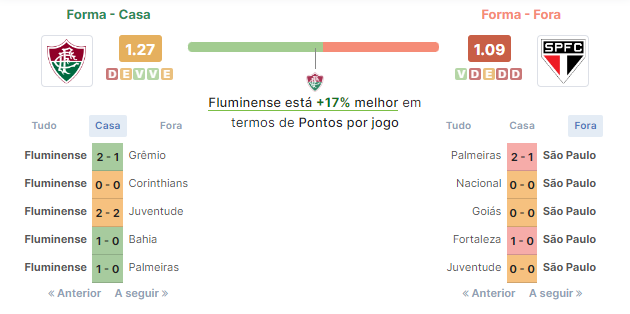 Forma - Casa
Forma - Fora
1.27
D E V V E
1.09
V D E D D
SPFC
Fluminense está +17% melhor em
termos de Pontos por jogo
Tudo Casa Fora
Tudo Casa Fora
Fluminense 2 - 1 Grêmio
Fluminense 0 - 0 Corinthians
Fluminense 2 - 2 Juventude
Fluminense 1 - 0 Bahia
Fluminense 1 - 0 Palmeiras
« Anterior A seguir »
Palmeiras 2 - 1 São Paulo
Nacional 0 - 0 São Paulo
Goiás 0 - 0 São Paulo
Fortaleza 1 - 0 São Paulo
Juventude 0 - 0 São Paulo
« Anterior A seguir »